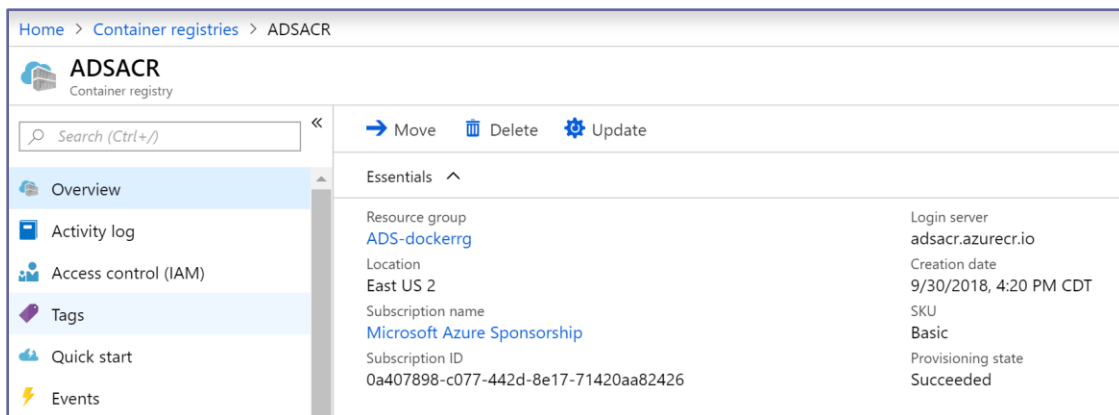 Home > Container registries > ADSACR
ADSACR
Container registry
Search (Ctrl+/)
«
Overview
Activity log
Access control (IAM)
Tags
Quick start
Events
Move Delete Update
Essentials
Resource group
ADS-dockerrg
Location
East US 2
Subscription name
Microsoft Azure Sponsorship
Subscription ID
0a407898-c077-442d-8e17-71420aa82426
Login server
adsacr.azurecr.io
Creation date
9/30/2018, 4:20 PM CDT
SKU
Basic
Provisioning state
Succeeded